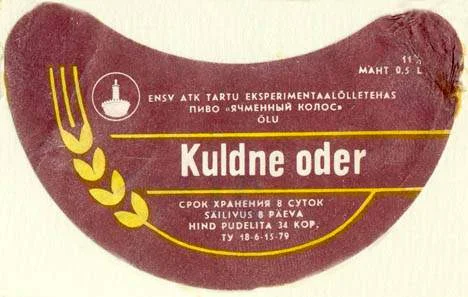 11%
MAHT 0,5 L
ENSV ATK TARTU EKSPERIMENTAALÕLLETEHAS
ПИВО «ЯЧМЕННЫЙ КОЛОС»
ÕLU
Kuldne oder
СРОК ХРАНЕНИЯ 8 СУТОК
SÄILIVUS 8 PÄEVA
HIND PUDELITA 34 KOP.
ТУ 18-6-15-79